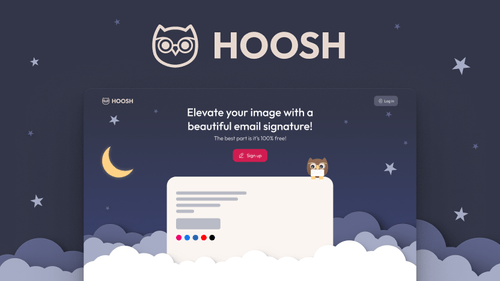 HOOSH
HOOSH
Log in
Elevate your image with a
beautiful email signature!
The best part is it's 100% free!
Sign up